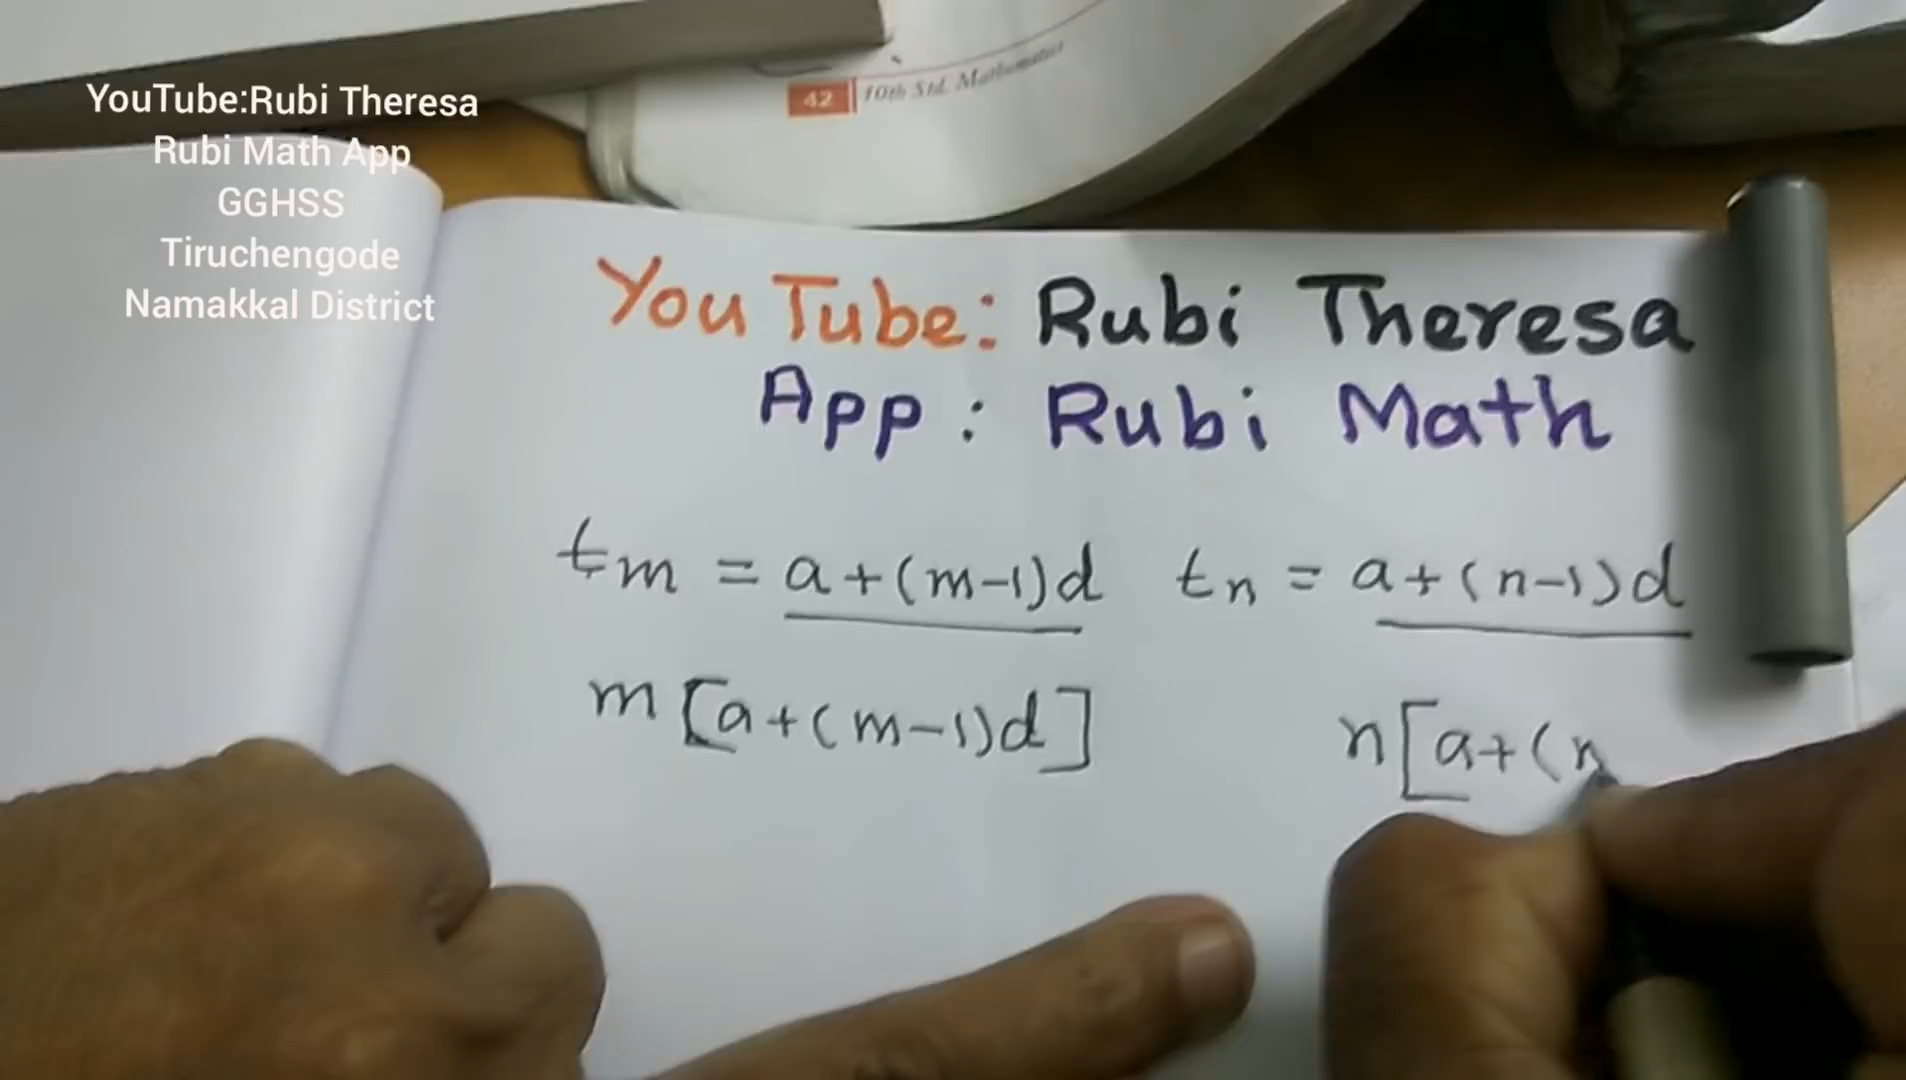 YouTube:Rubi Theresa
Rubi Math App
GGHSS
Tiruchengode
Namakkal District
42 10th Std. Mathematics
YouTube: Rubi Theresa
App: Rubi Math
tm = a+(m-1)d tn = a+(n-1)d
m[a+(m-1)d] n[a+(n